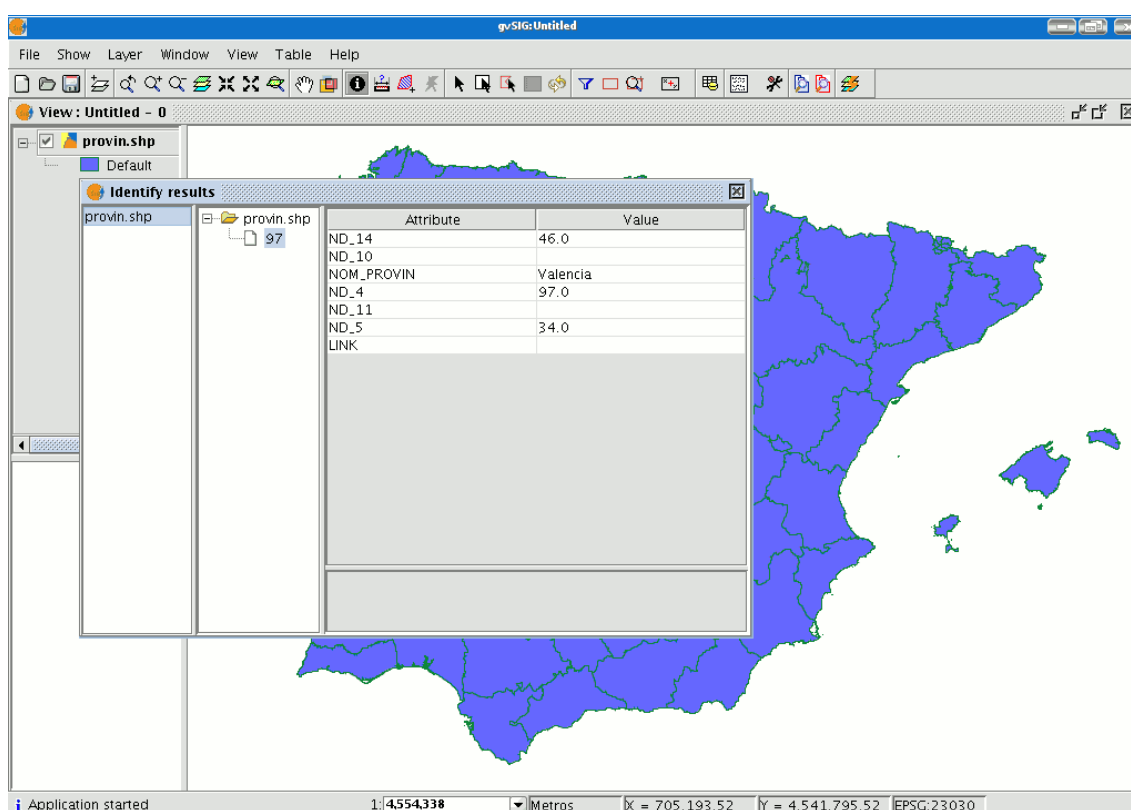 gvSIG:Untitled
File Show Layer Window View Table Help
View : Untitled - 0
provin.shp
Default
Identify results
provin.shp
provin.shp
97
Attribute Value
ND_14 46.0
ND_10
NOM_PROVIN Valencia
ND_4 97.0
ND_11
ND_5 34.0
LINK
Application started 1: 4,554,338 Metros X = 705.193,52 Y = 4.541.795,52 EPSG:23030